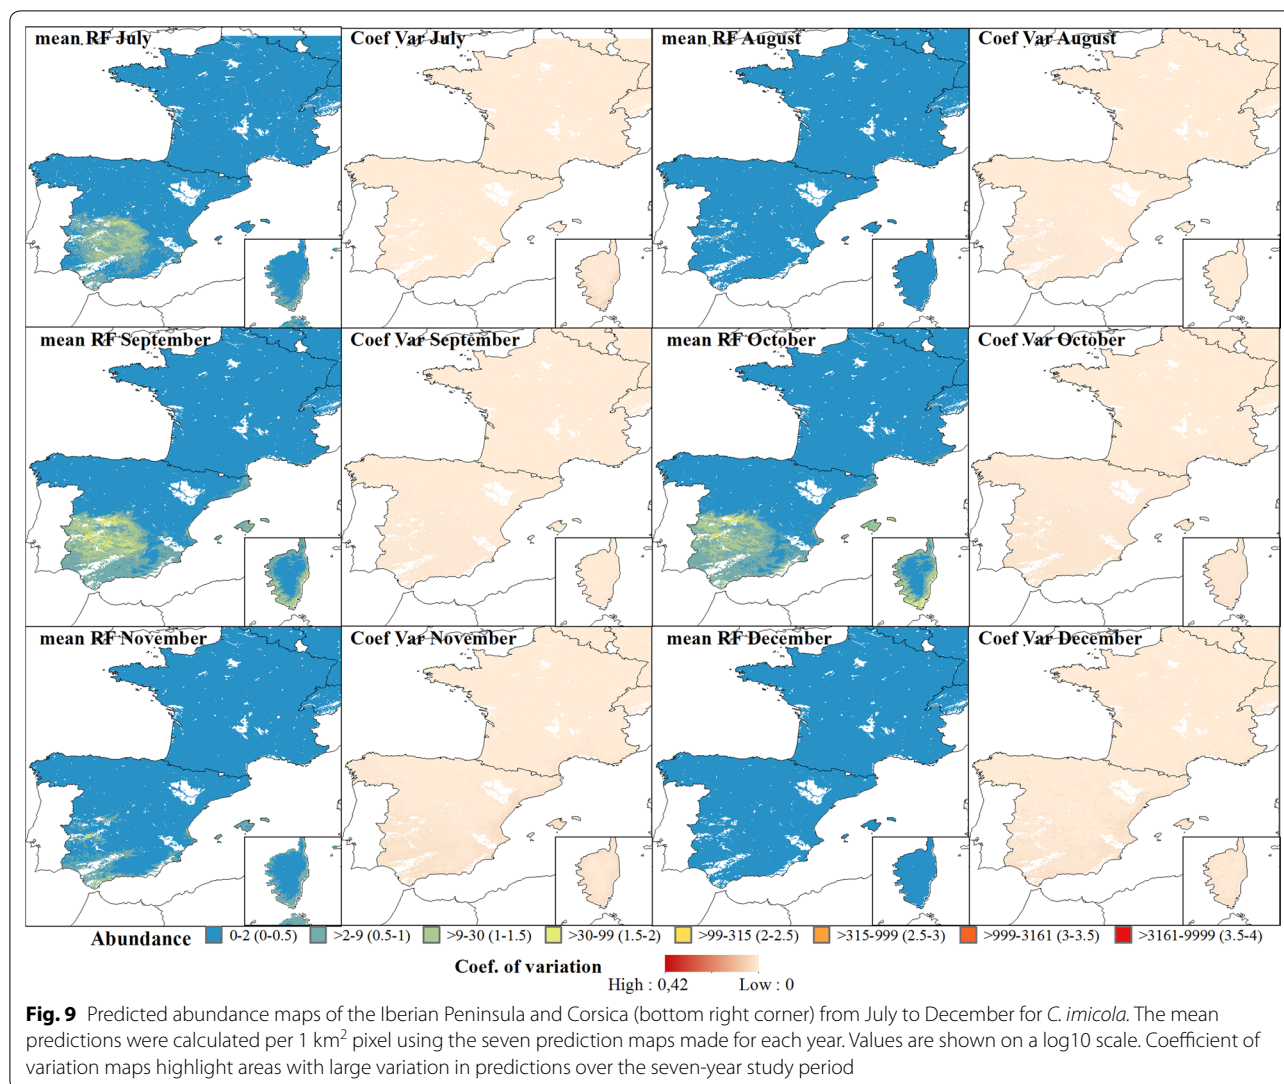 mean RF July
Coef Var July
mean RF August
Coef Var August
mean RF September
Coef Var September
mean RF October
Coef Var October
mean RF November
Coef Var November
mean RF December
Coef Var December
Abundance 0-2 (0-0.5) >2-9 (0.5-1) >9-30 (1-1.5) >30-99 (1.5-2) >99-315 (2-2.5) >315-999 (2.5-3) >999-3161 (3-3.5) >3161-9999 (3.5-4)
Coef. of variation
High : 0,42 Low : 0
Fig. 9 Predicted abundance maps of the Iberian Peninsula and Corsica (bottom right corner) from July to December for C. imicola. The mean
predictions were calculated per 1 km² pixel using the seven prediction maps made for each year. Values are shown on a log10 scale. Coefficient of
variation maps highlight areas with large variation in predictions over the seven-year study period